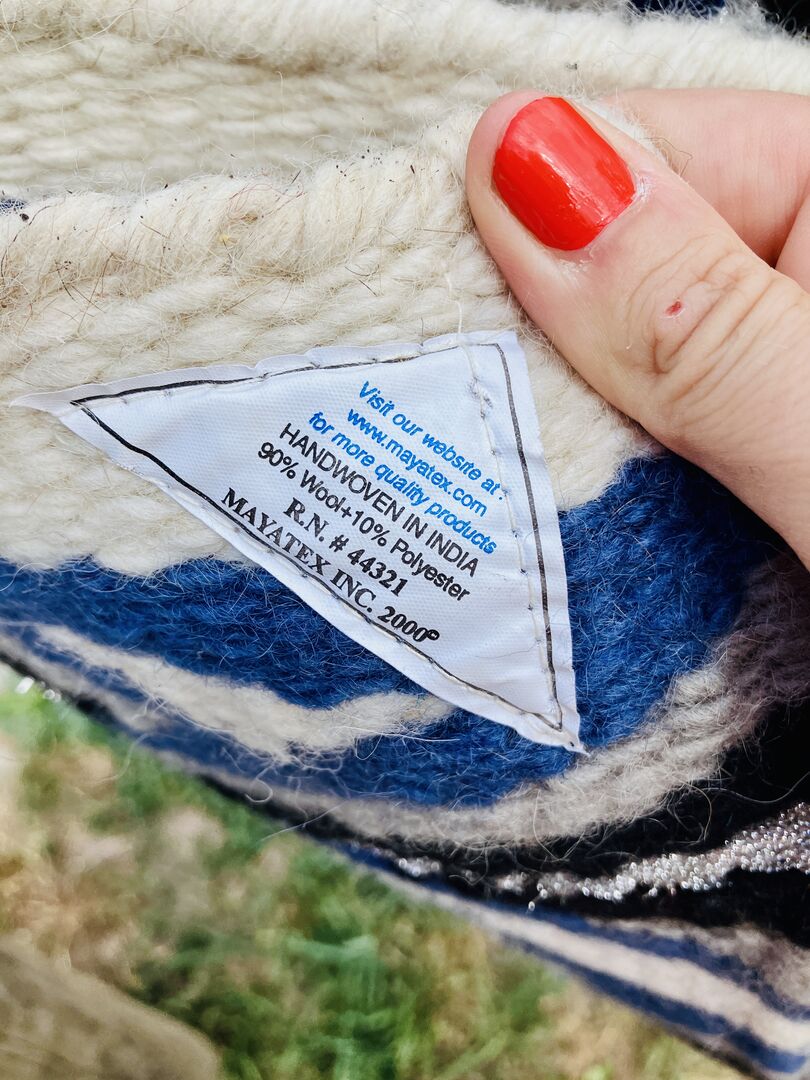 Visit our website at :
www.mayatex.com
for more quality products
HANDWOVEN IN INDIA
90% Wool+10% Polyester
R.N. # 44321
MAYATEX INC. 2000©